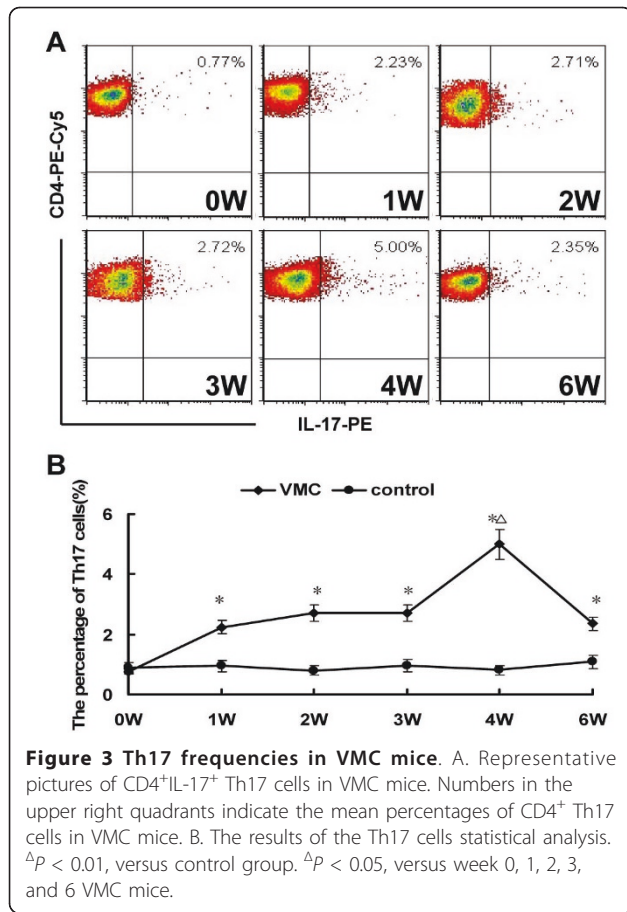 A
CD4-PE-Cy5
0.77%
0W
2.23%
1W
2.71%
2W
2.72%
3W
5.00%
4W
2.35%
6W
IL-17-PE
B
VMC control
The percentage of Th17 cells(%)
6
4
2
0
* * * *△ *
0W 1W 2W 3W 4W 6W
Figure 3 Th17 frequencies in VMC mice. A. Representative
pictures of CD4⁺IL-17⁺ Th17 cells in VMC mice. Numbers in the
upper right quadrants indicate the mean percentages of CD4⁺ Th17
cells in VMC mice. B. The results of the Th17 cells statistical analysis.
ᐞP < 0.01, versus control group. ᐞP < 0.05, versus week 0, 1, 2, 3,
and 6 VMC mice.